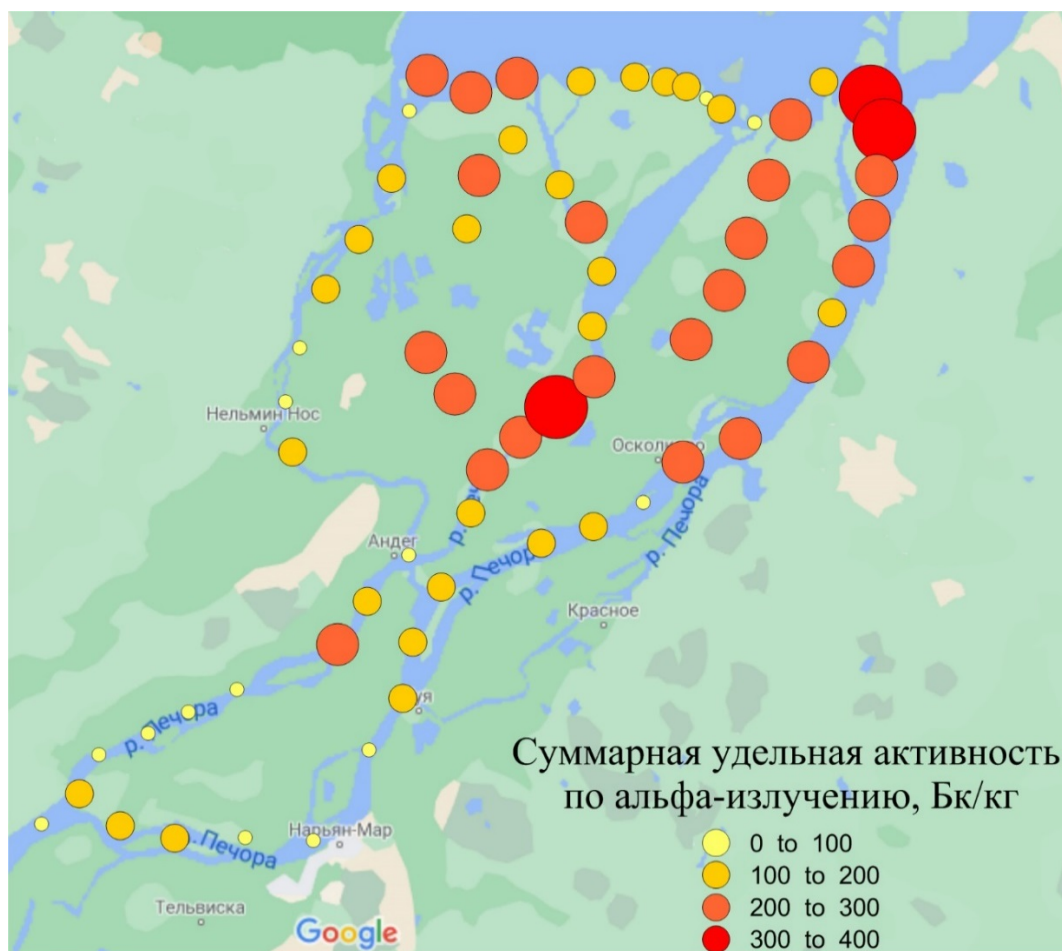 Нельмин Нос
Андег
р. Печора
р. Печора
Красное
р. Печора
Нарьян-Мар
Печора
Тельвиска
Google
Суммарная удельная активность
по альфа-излучению, Бк/кг
0 to 100
100 to 200
200 to 300
300 to 400